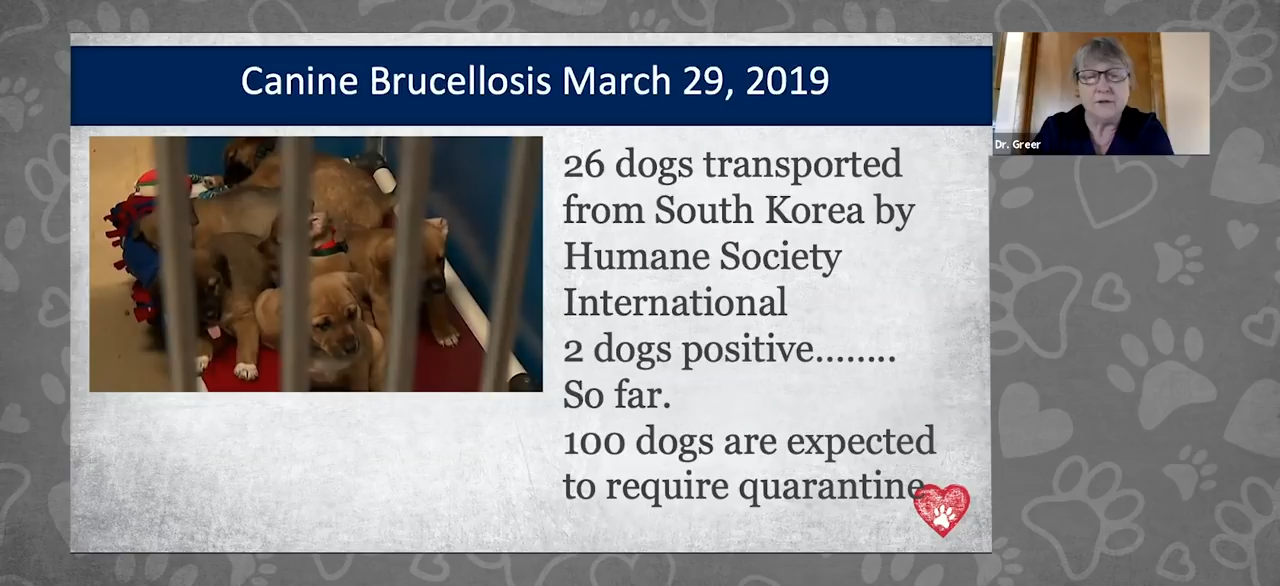 Canine Brucellosis March 29, 2019
26 dogs transported
from South Korea by
Humane Society
International
2 dogs positive........
So far.
100 dogs are expected
to require quarantine
Dr. Greer